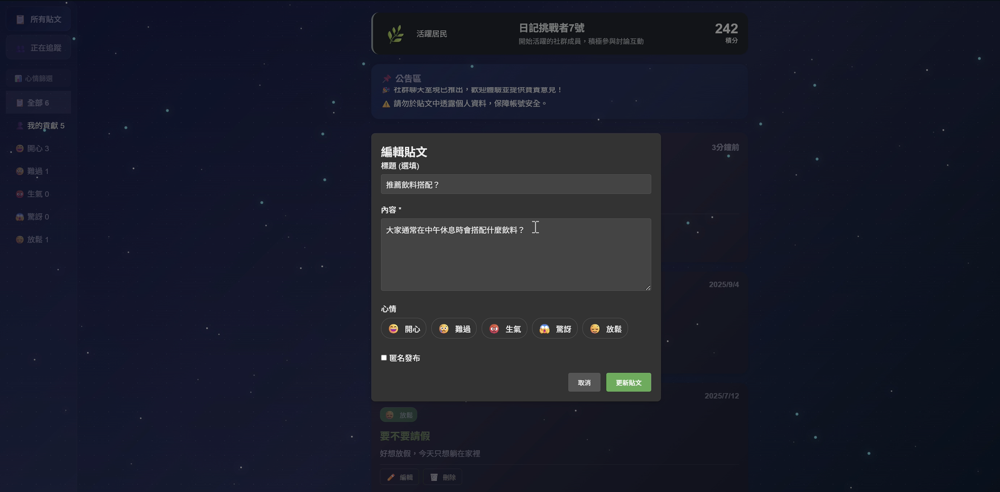 所有貼文
正在追蹤
心情篩選
全部 6
我的貢獻 5
開心 3
難過 1
生氣 0
驚訝 0
放鬆 1
活躍居民
日記挑戰者7號
開始活躍的社群成員，積極參與討論互動
242
積分
公告區
社群聊天室現已推出，歡迎體驗並提供寶貴意見！
請勿於貼文中透露個人資料，保障帳號安全。
3分鐘前
編輯貼文
標題 (選填)
推薦飲料搭配？
內容 *
大家通常在中午休息時會搭配什麼飲料？
心情
開心
難過
生氣
驚訝
放鬆
匿名發布
取消
更新貼文
2025/9/4
2025/7/12
放鬆
要不要請假
好想放假，今天只想躺在家裡
編輯
刪除